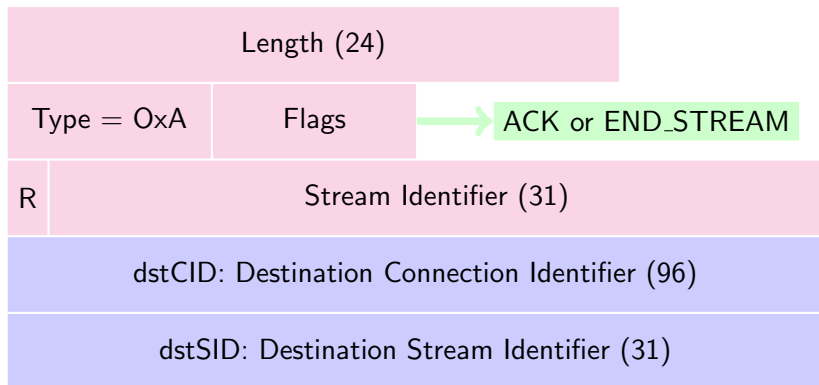 Length (24)
Type = OxA
Flags
ACK or END_STREAM
R
Stream Identifier (31)
dstCID: Destination Connection Identifier (96)
dstSID: Destination Stream Identifier (31)